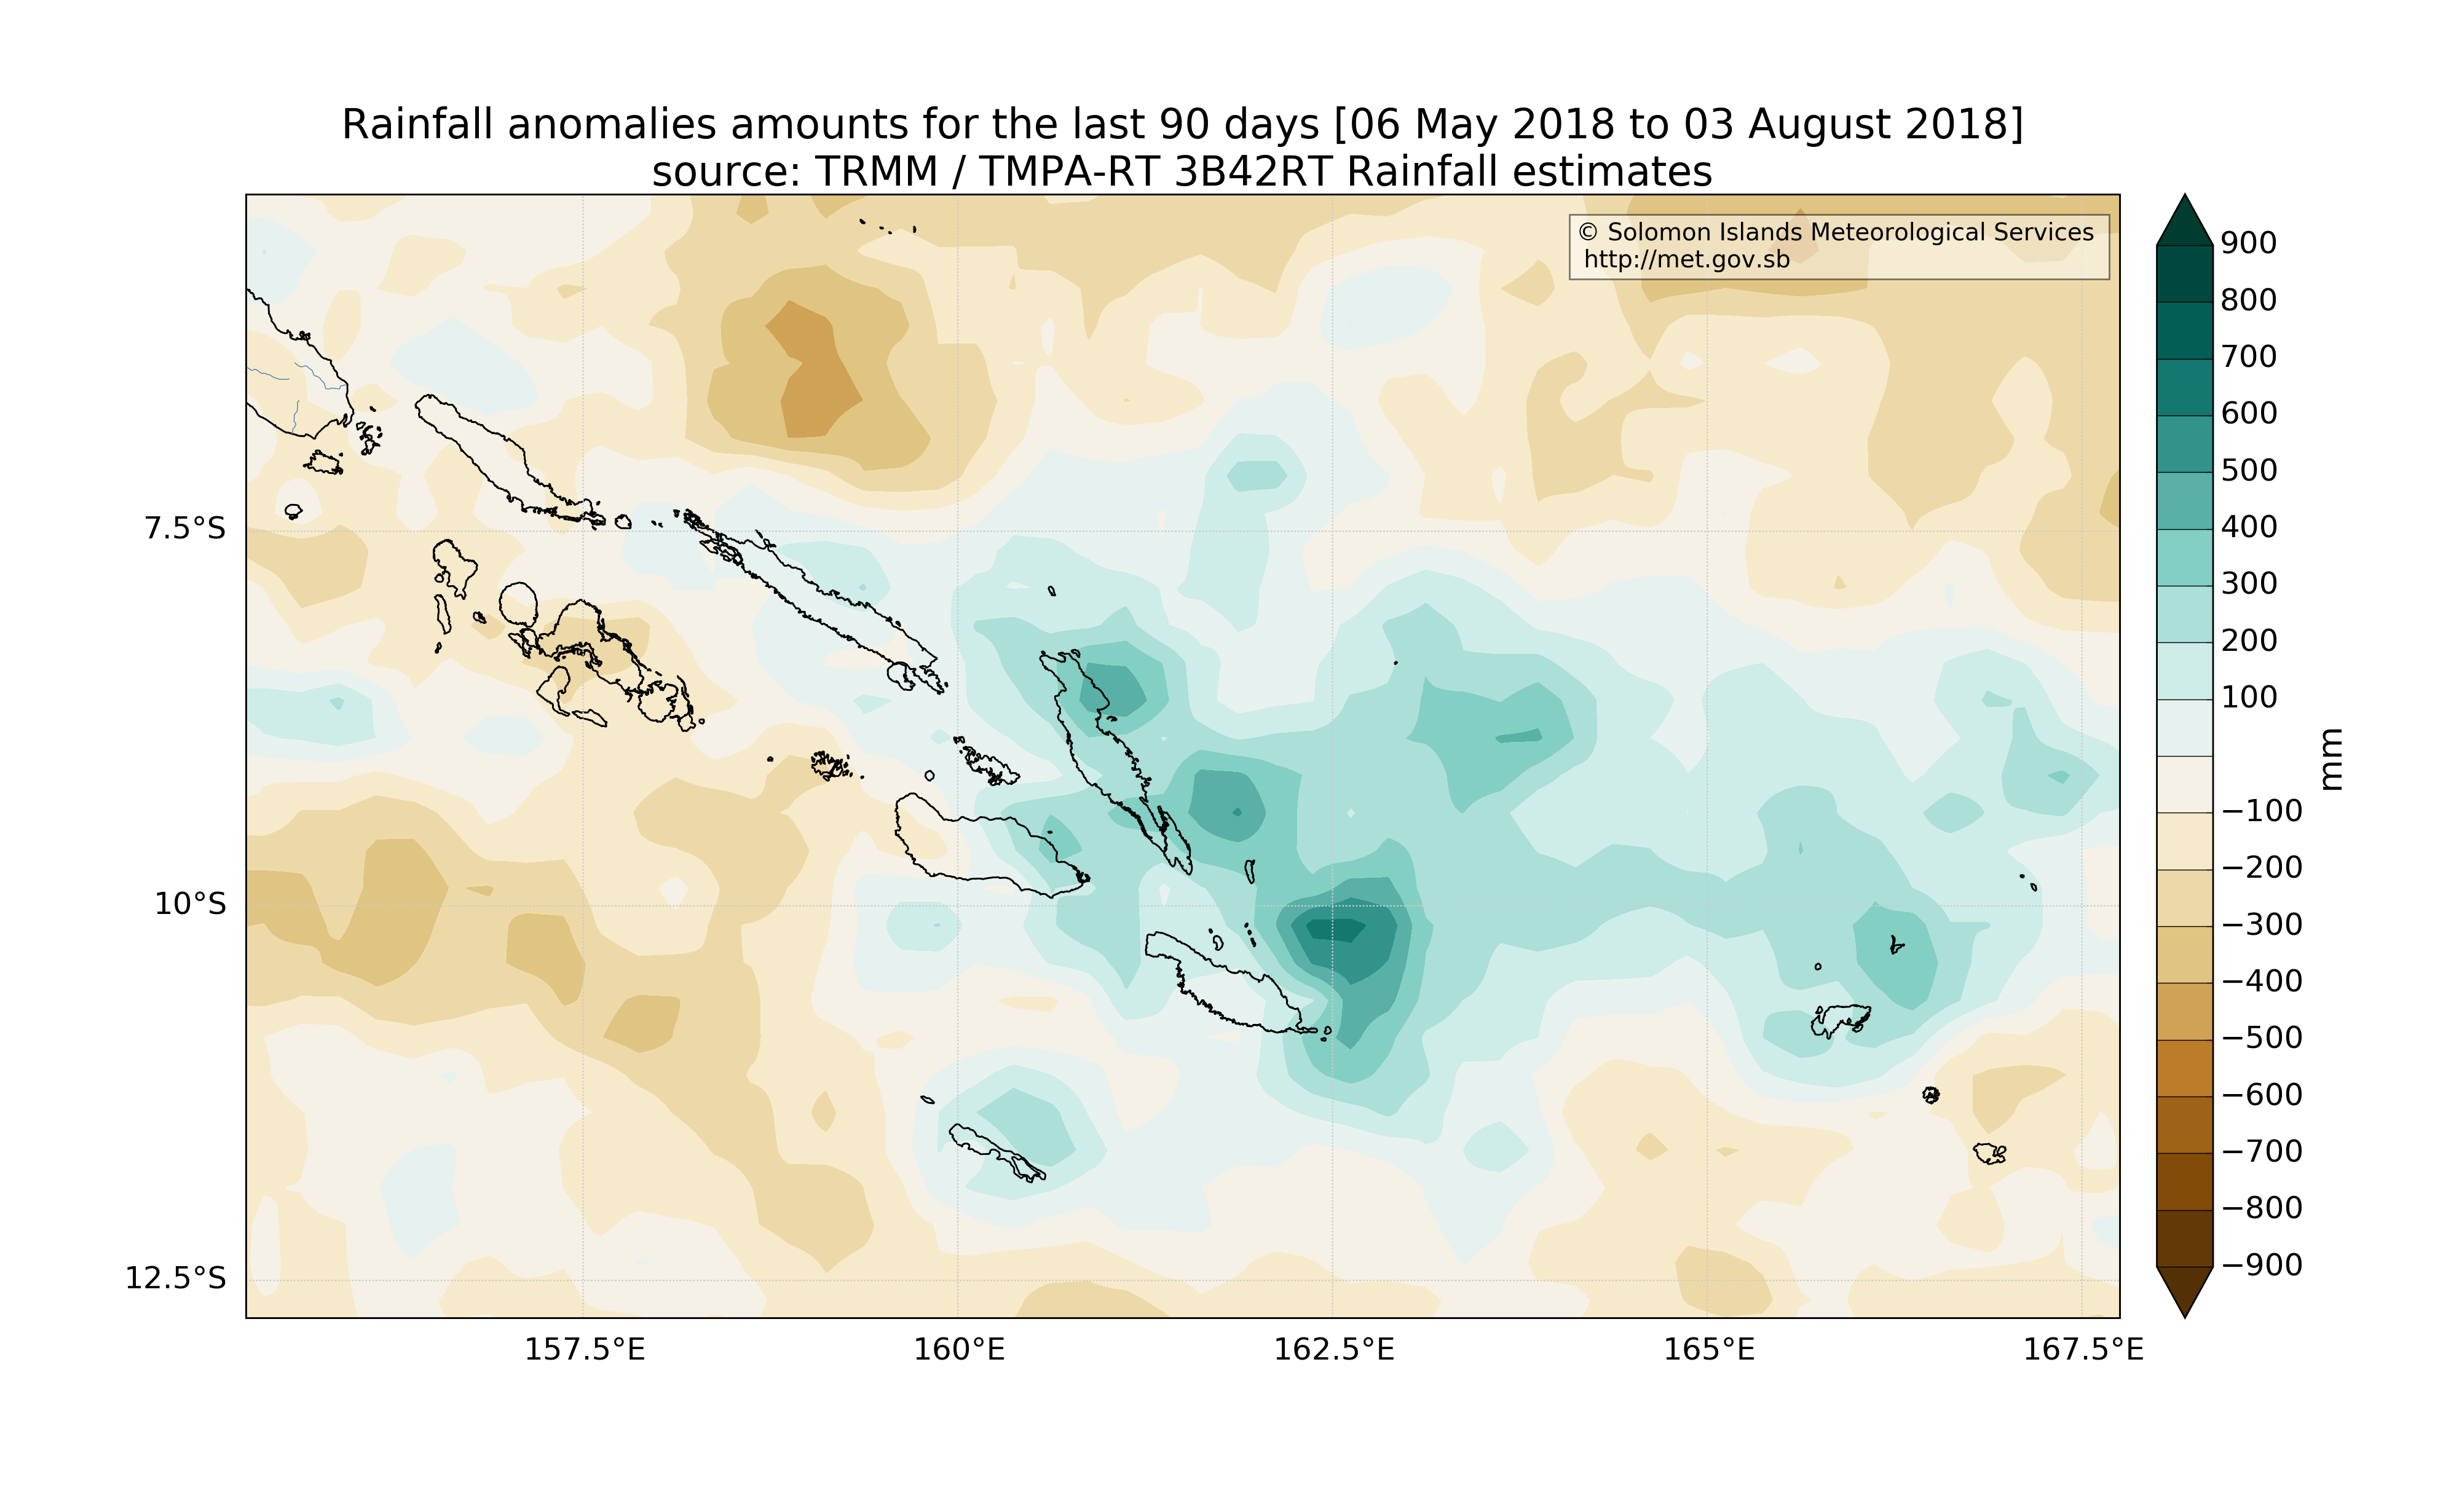 Rainfall anomalies amounts for the last 90 days [06 May 2018 to 03 August 2018]
source: TRMM / TMPA-RT 3B42RT Rainfall estimates
© Solomon Islands Meteorological Services
http://met.gov.sb
7.5°S
10°S
12.5°S
157.5°E
160°E
162.5°E
165°E
167.5°E
900
800
700
600
500
400
300
200
100
−100
−200
−300
−400
−500
−600
−700
−800
−900
mm